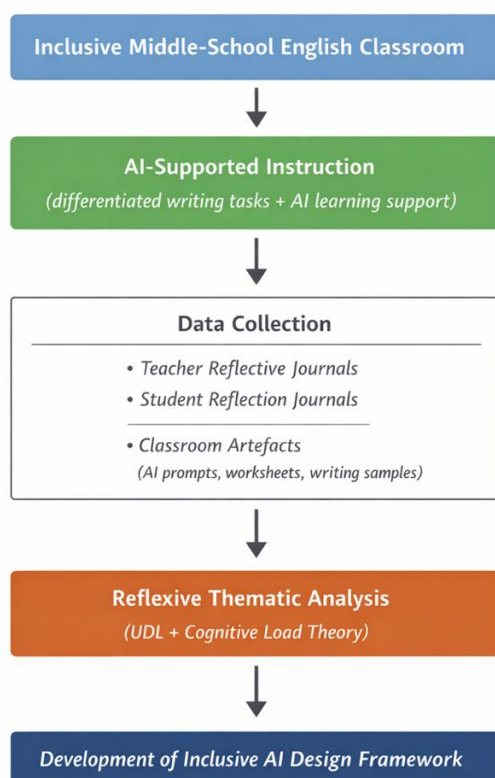 Inclusive Middle-School English Classroom
AI-Supported Instruction
(differentiated writing tasks + AI learning support)
Data Collection
• Teacher Reflective Journals
• Student Reflection Journals
• Classroom Artefacts
(AI prompts, worksheets, writing samples)
Reflexive Thematic Analysis
(UDL + Cognitive Load Theory)
Development of Inclusive AI Design Framework